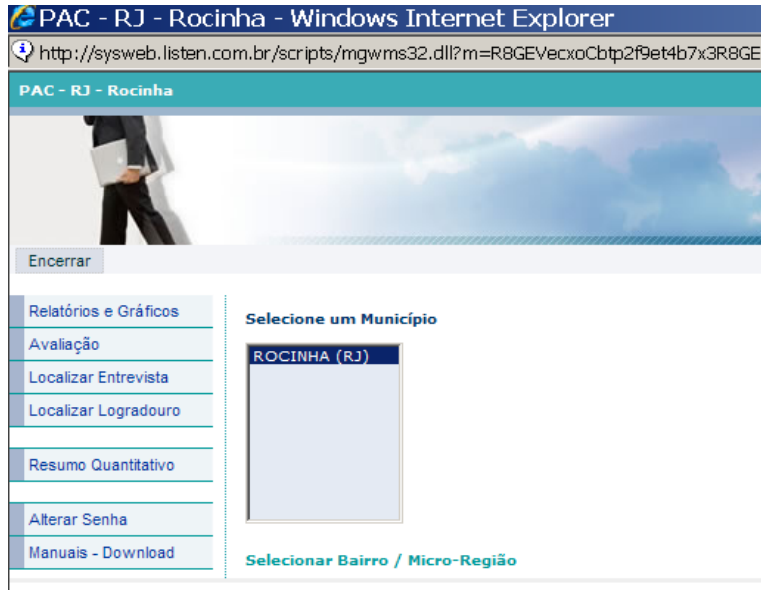 PAC - RJ - Rocinha - Windows Internet Explorer
http://sysweb.listen.com.br/scripts/mgwms32.dll?m=R8GEVecxoCbtp2f9et4b7x3R8GE
PAC - RJ - Rocinha
Encerrar
Relatórios e Gráficos
Avaliação
Localizar Entrevista
Localizar Logradouro
Resumo Quantitativo
Alterar Senha
Manuais - Download
Selecione um Município
ROCINHA (RJ)
Selecionar Bairro / Micro-Região